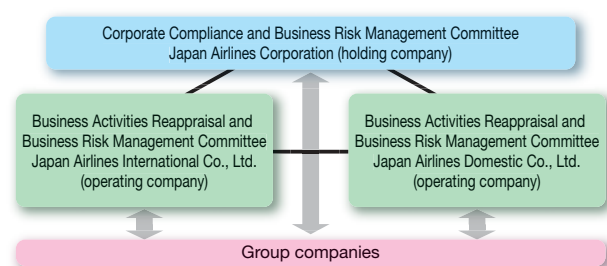 Corporate Compliance and Business Risk Management Committee
Japan Airlines Corporation (holding company)
Business Activities Reappraisal and
Business Risk Management Committee
Japan Airlines International Co., Ltd.
(operating company)
Business Activities Reappraisal and
Business Risk Management Committee
Japan Airlines Domestic Co., Ltd.
(operating company)
Group companies